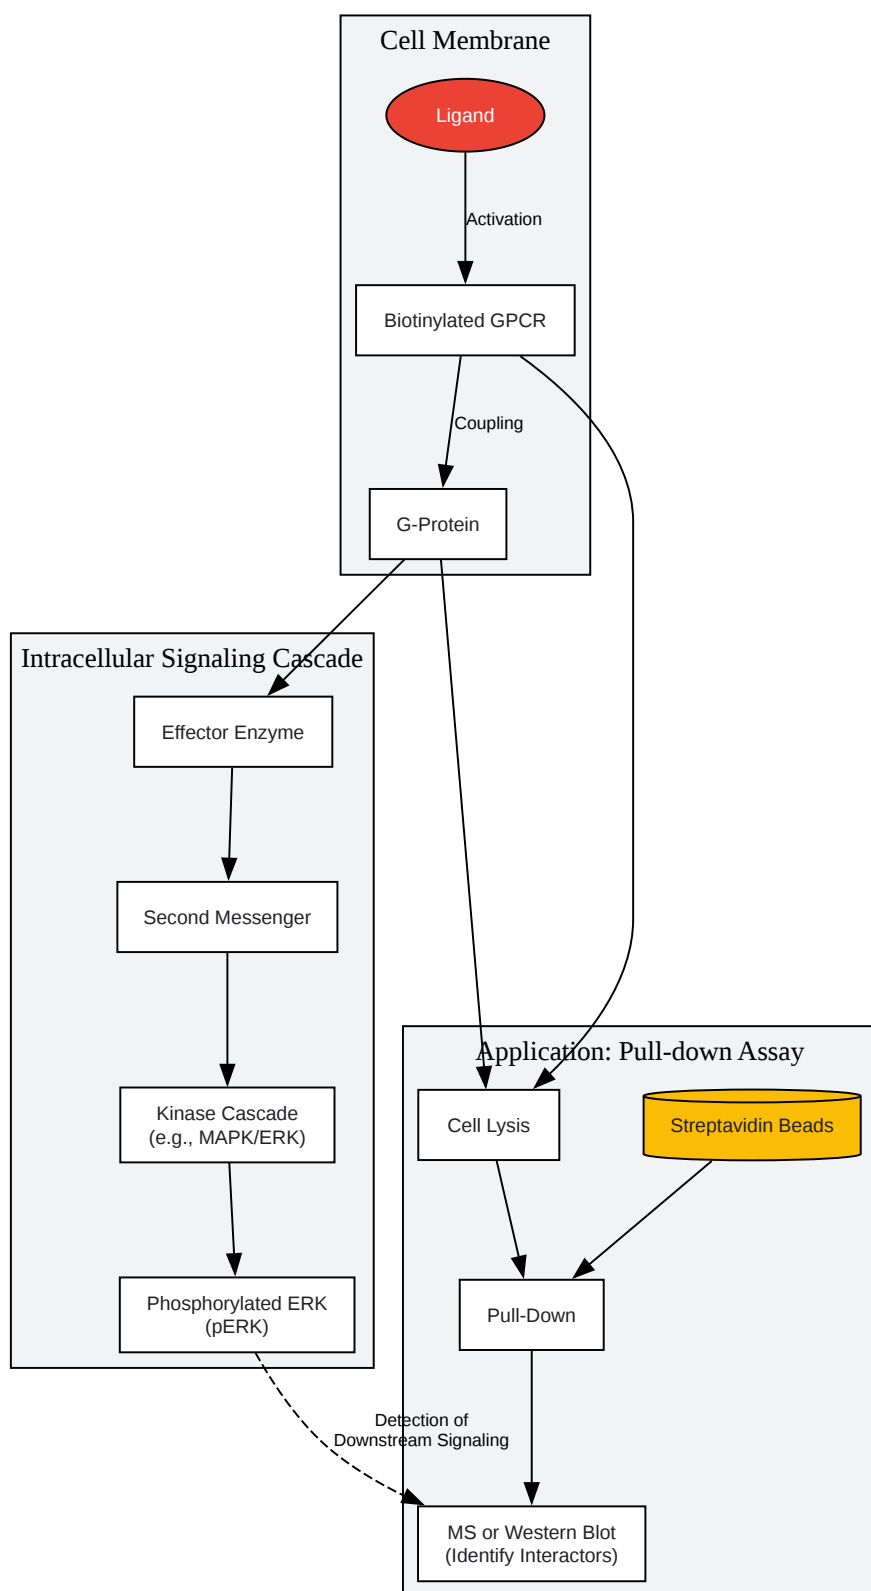 Cell Membrane
Ligand
Activation
Biotinylated GPCR
Coupling
G-Protein
Intracellular Signaling Cascade
Effector Enzyme
Second Messenger
Kinase Cascade
(e.g., MAPK/ERK)
Phosphorylated ERK
(pERK)
Detection of
Downstream Signaling
Application: Pull-down Assay
Cell Lysis
Streptavidin Beads
Pull-Down
MS or Western Blot
(Identify Interactors)